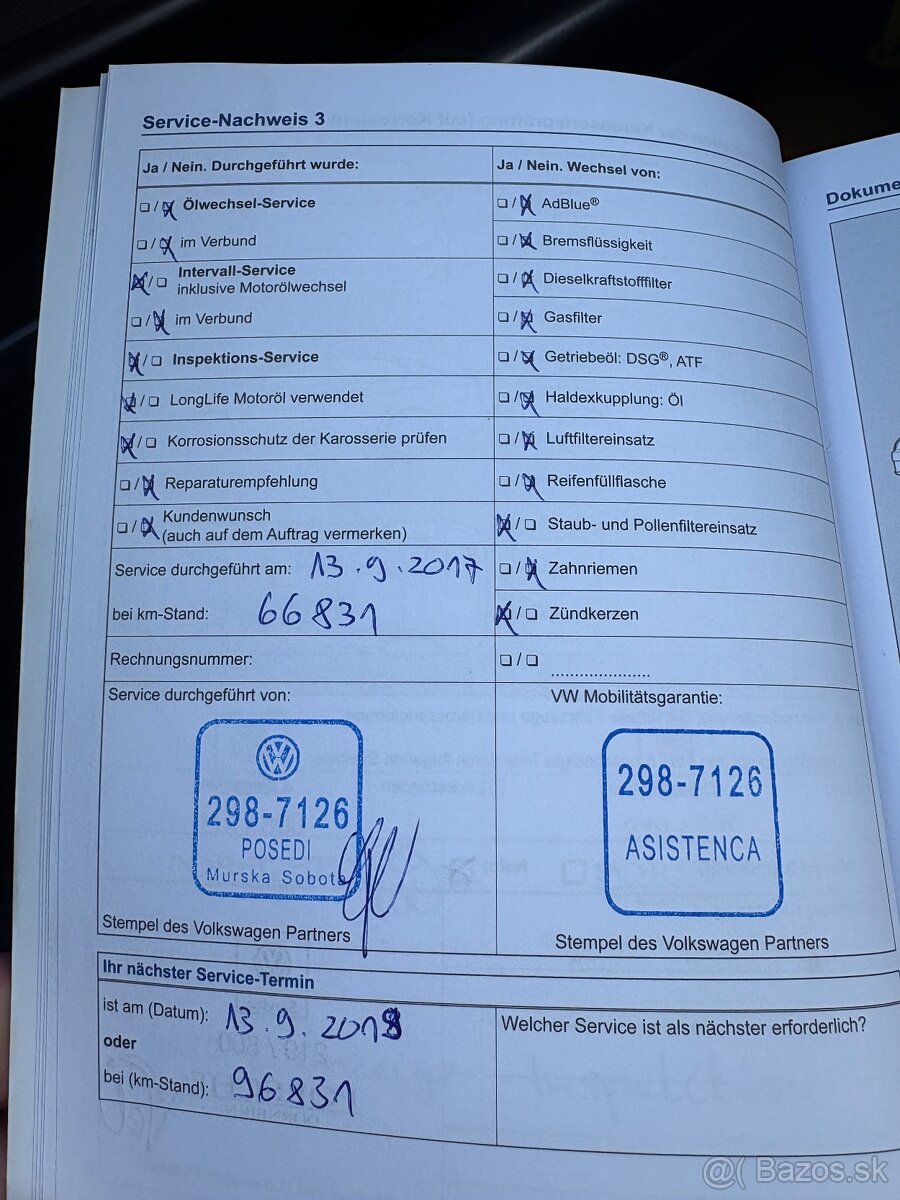 Service-Nachweis 3
Ja / Nein. Durchgeführt wurde:
Ölwechsel-Service
im Verbund
Intervall-Service
inklusive Motorölwechsel
im Verbund
Inspektions-Service
LongLife Motoröl verwendet
Korrosionsschutz der Karosserie prüfen
Reparaturempfehlung
Kundenwunsch
(auch auf dem Auftrag vermerken)
Service durchgeführt am: 13.9.2017
bei km-Stand: 66831
Rechnungsnummer:
Ja / Nein. Wechsel von:
AdBlue®
Bremsflüssigkeit
Dieselkraftstofffilter
Gasfilter
Getriebeöl: DSG®, ATF
Haldexkupplung: Öl
Luftfiltereinsatz
Reifenfüllflasche
Staub- und Pollenfiltereinsatz
Zahnriemen
Zündkerzen
Service durchgeführt von:
298-7126
POSEDI
Murska Sobota
Stempel des Volkswagen Partners
VW Mobilitätsgarantie:
298-7126
ASISTENCA
Stempel des Volkswagen Partners
Ihr nächster Service-Termin
ist am (Datum): 13.9.2019
oder
bei (km-Stand): 96831
Welcher Service ist als nächster erforderlich?
Dokume
@( Bazos.sk